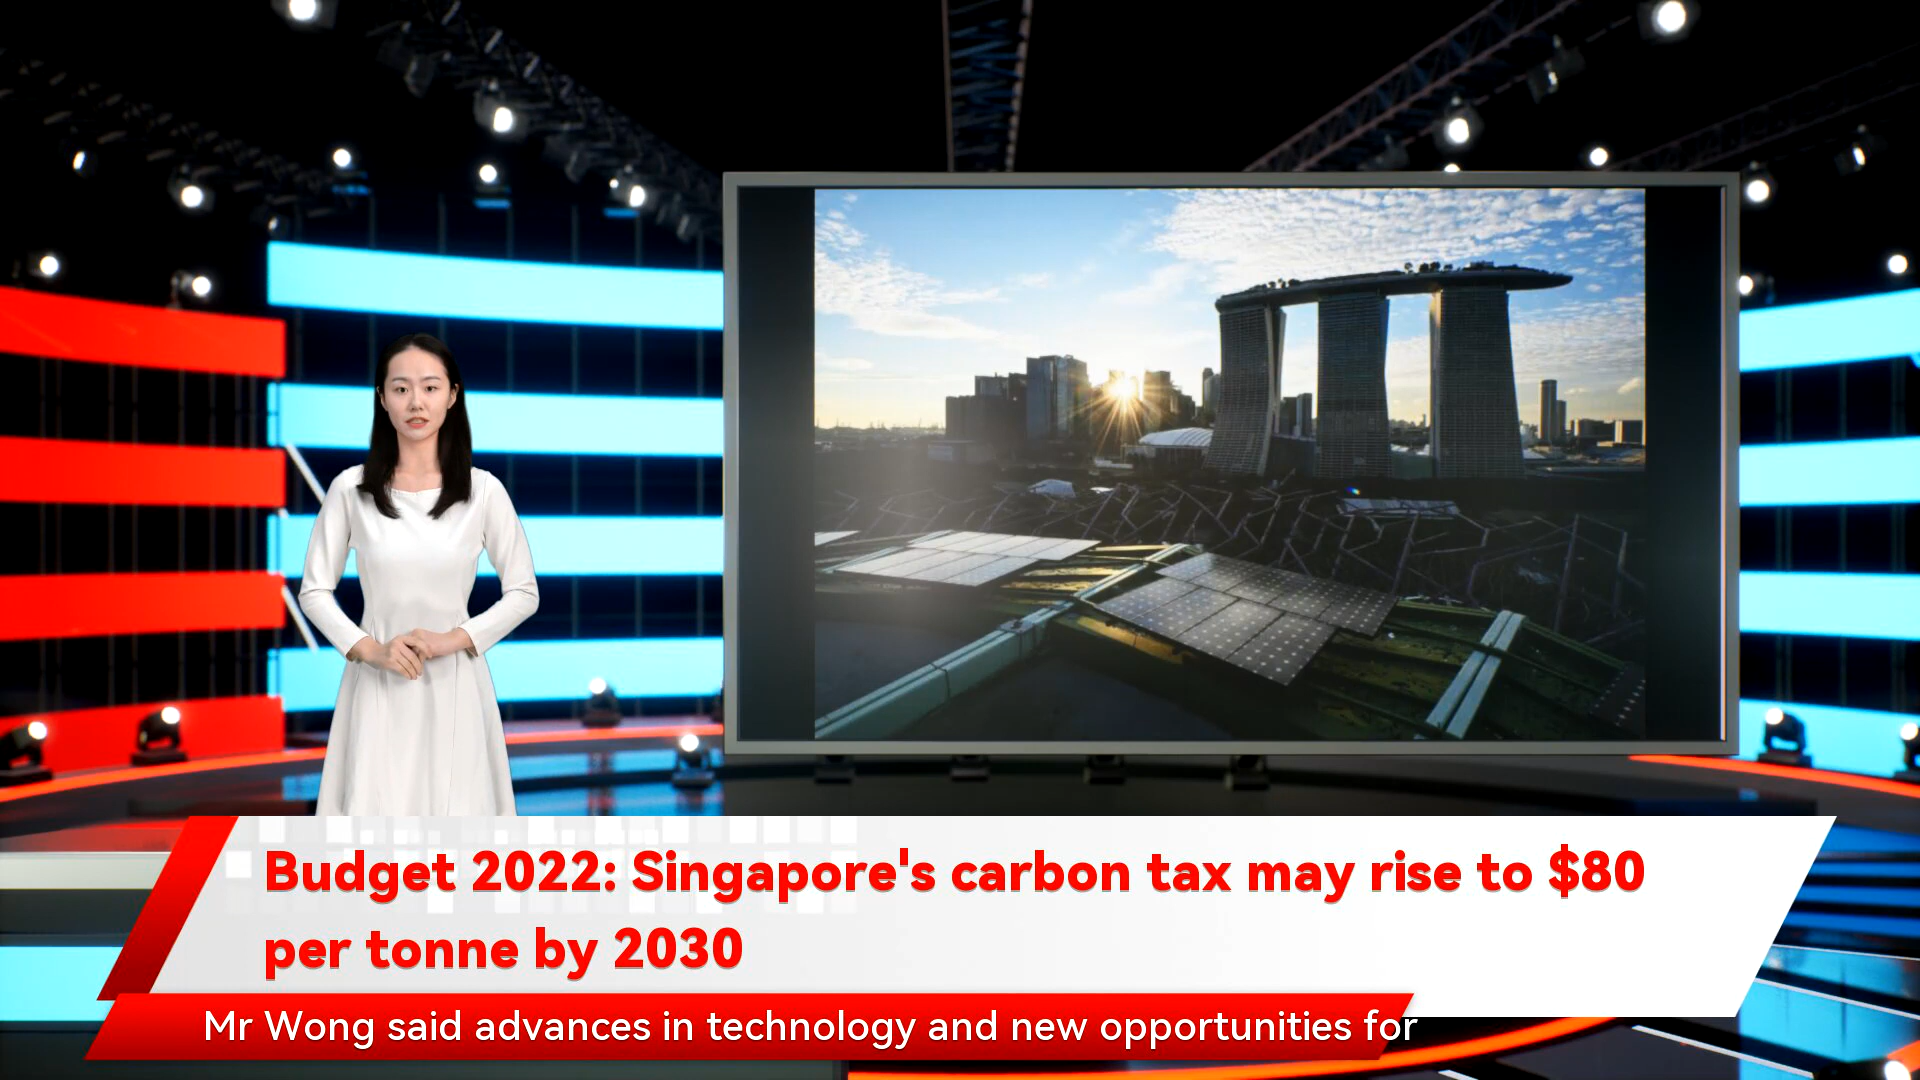 Budget 2022: Singapore's carbon tax may rise to $80
per tonne by 2030
Mr Wong said advances in technology and new opportunities for